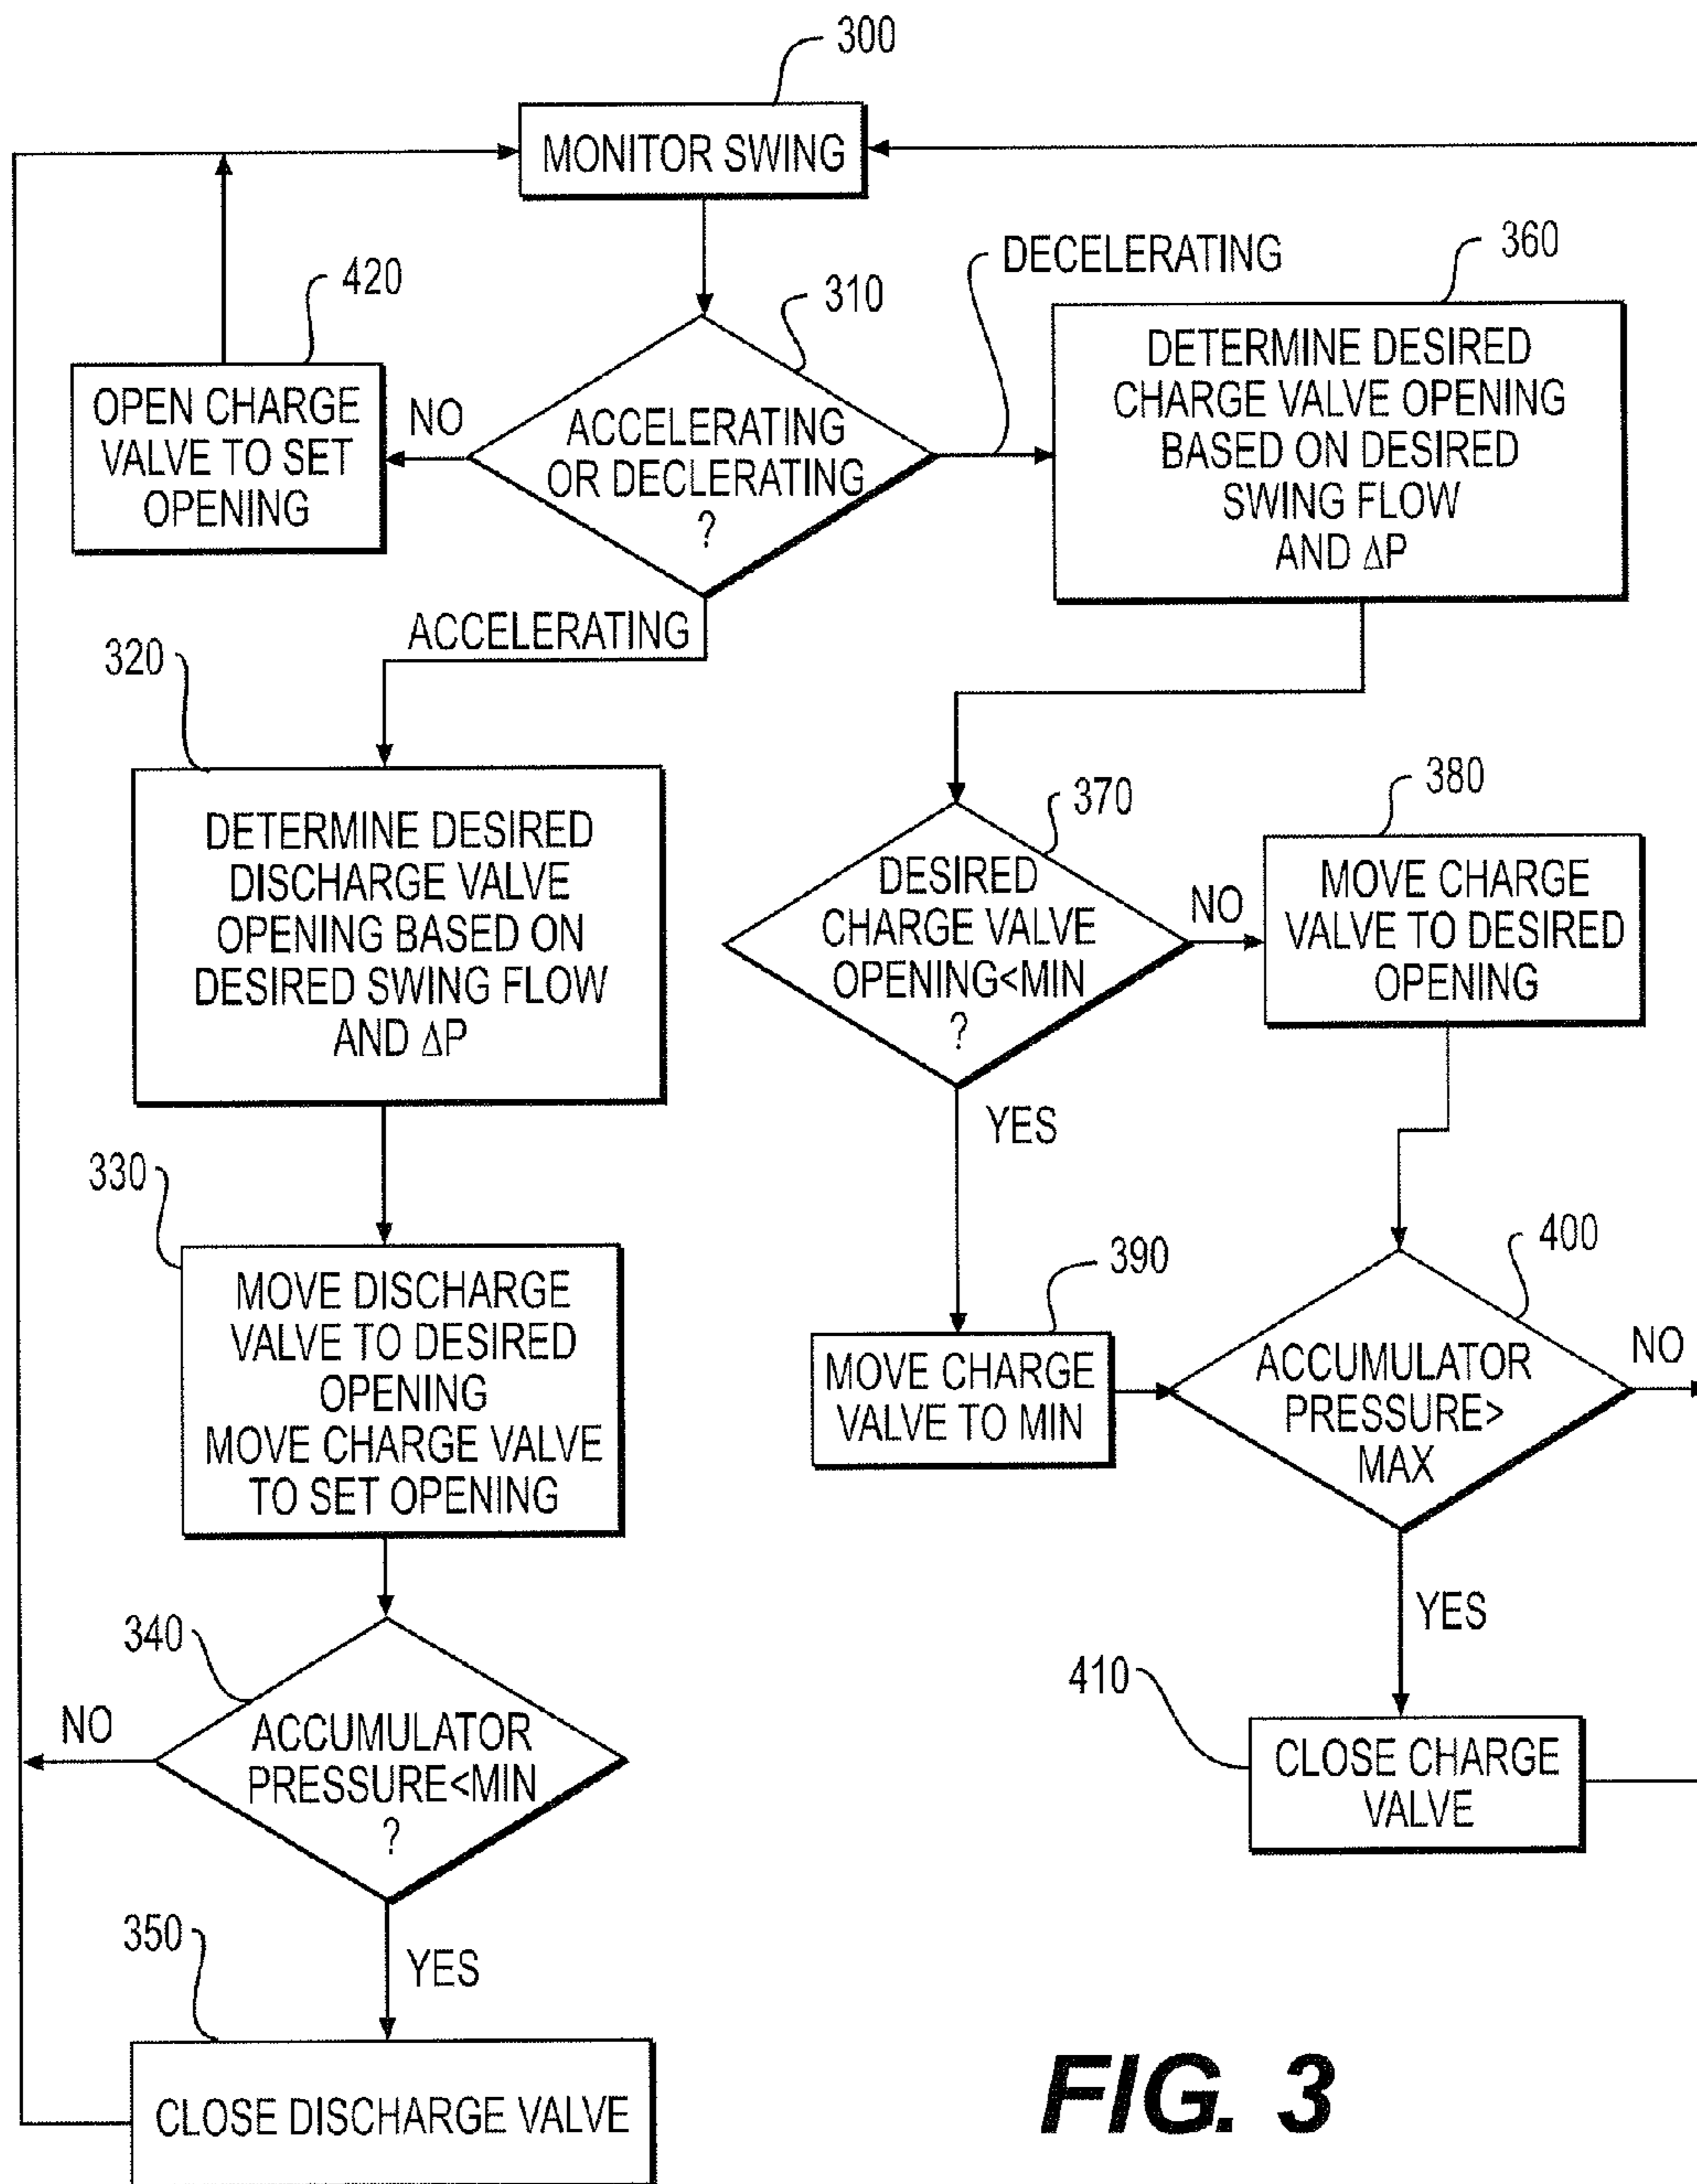 300
MONITOR SWING
DECELERATING
360
420
310
OPEN CHARGE
VALVE TO SET
OPENING
NO
ACCELERATING
OR DECLERATING
?
DETERMINE DESIRED
CHARGE VALVE OPENING
BASED ON DESIRED
SWING FLOW
AND ΔP
ACCELERATING
320
DETERMINE DESIRED
DISCHARGE VALVE
OPENING BASED ON
DESIRED SWING FLOW
AND ΔP
370
DESIRED
CHARGE VALVE
OPENING<MIN
?
NO
380
MOVE CHARGE
VALVE TO DESIRED
OPENING
YES
330
MOVE DISCHARGE
VALVE TO DESIRED
OPENING
MOVE CHARGE VALVE
TO SET OPENING
390
MOVE CHARGE
VALVE TO MIN
400
ACCUMULATOR
PRESSURE>
MAX
NO
YES
340
NO
ACCUMULATOR
PRESSURE<MIN
?
410
CLOSE CHARGE
VALVE
YES
350
CLOSE DISCHARGE VALVE
FIG. 3